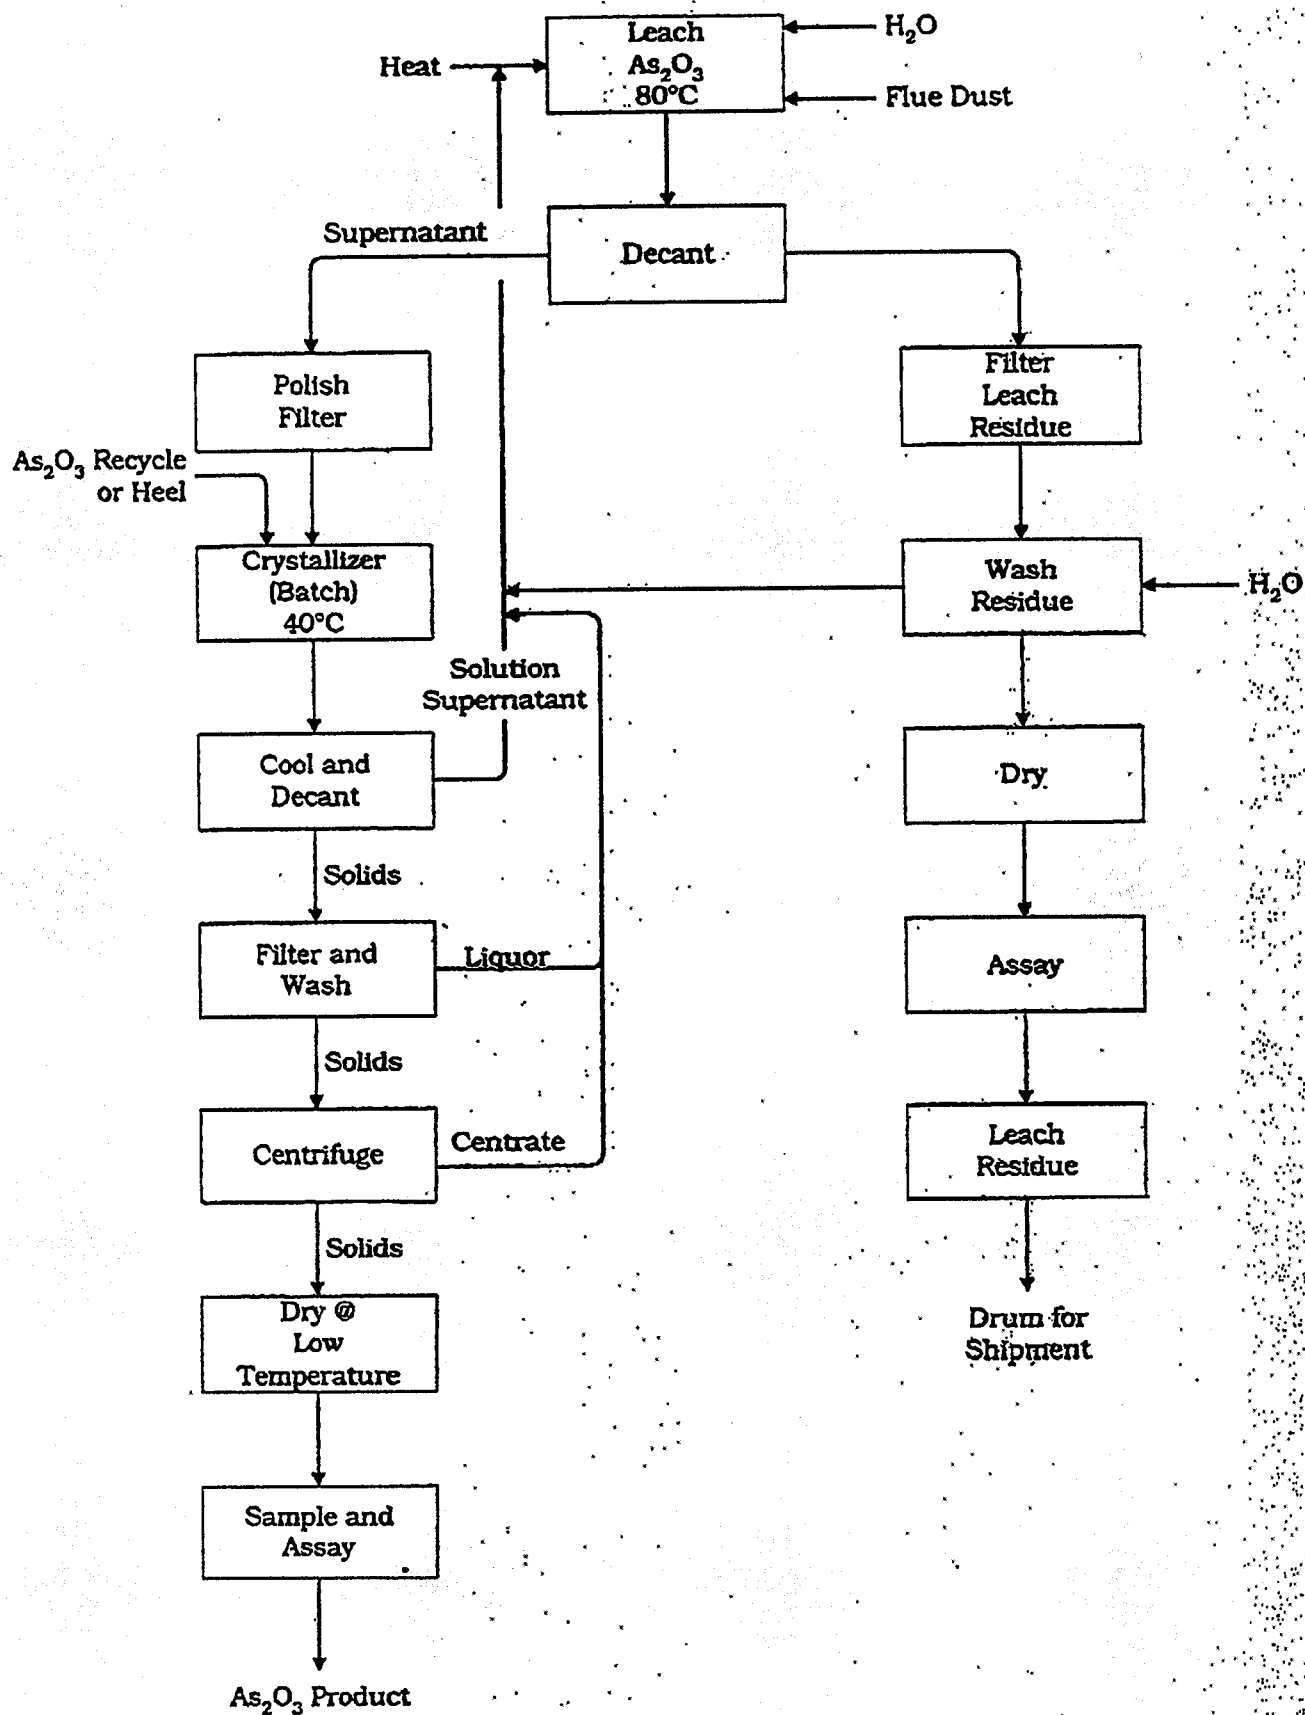 Leach
As₂O₃
80°C
H₂O
Heat
Flue Dust
Supernatant
Decant
Polish
Filter
Filter
Leach
Residue
As₂O₃ Recycle
or Heel
Crystallizer
(Batch)
40°C
Wash
Residue
H₂O
Solution
Supernatant
Cool and
Decant
Dry
Solids
Filter and
Wash
Liquor
Assay
Solids
Centrifuge
Centrate
Leach
Residue
Solids
Dry @
Low
Temperature
Drum for
Shipment
Sample and
Assay
As₂O₃ Product